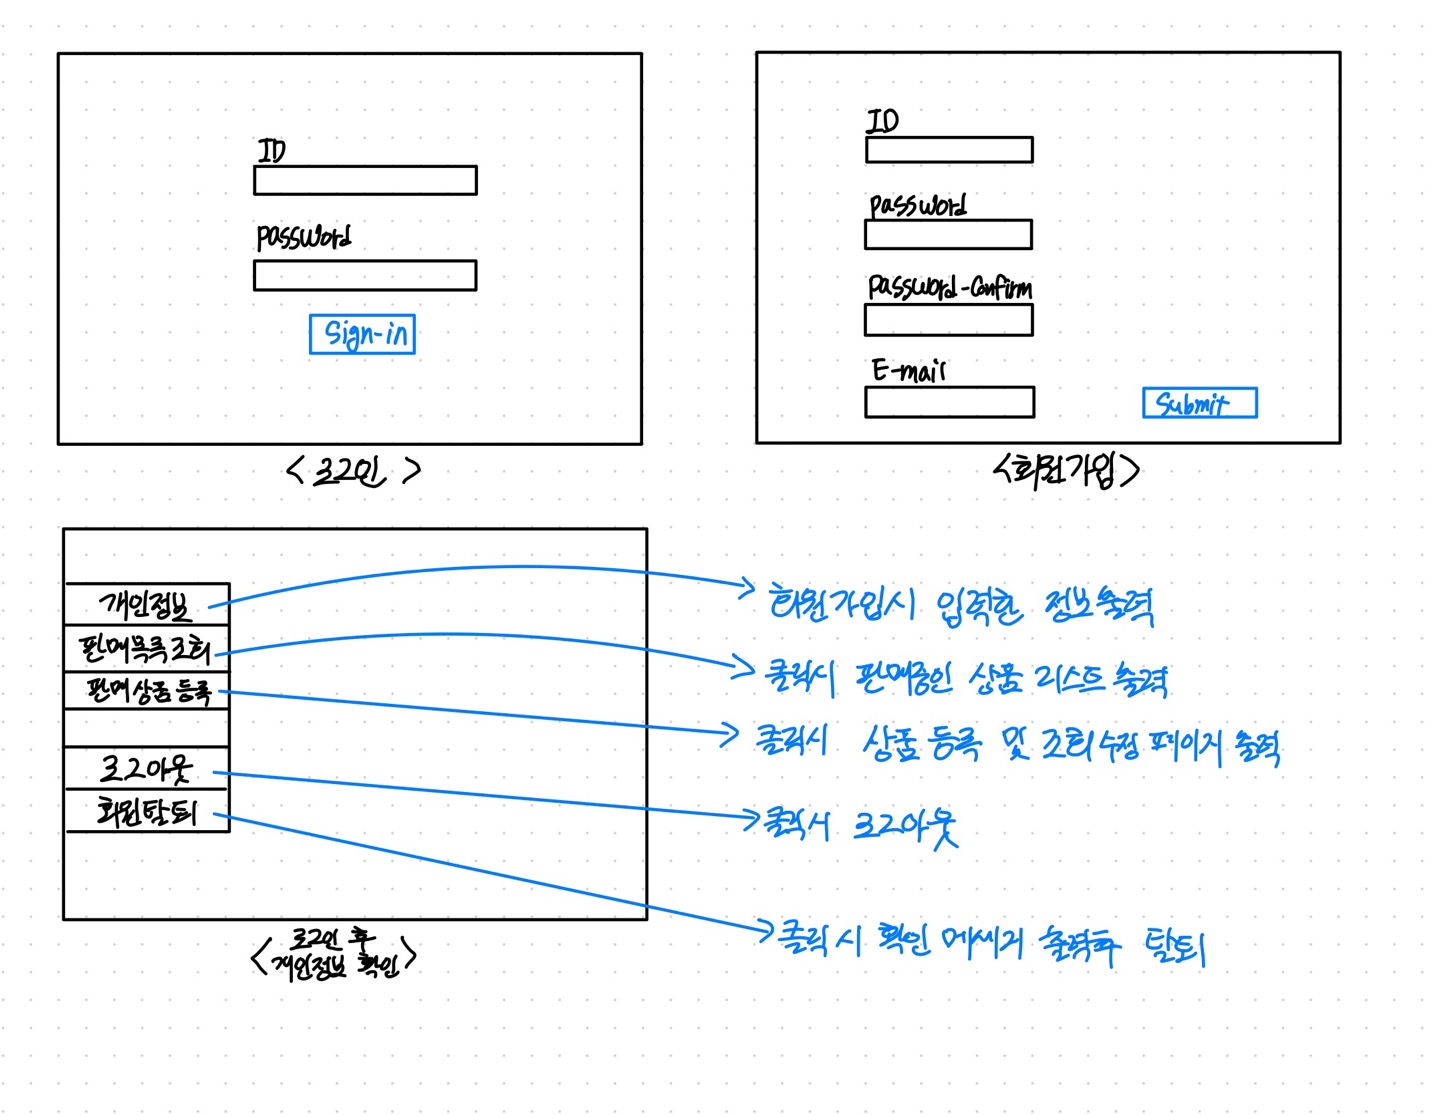 ID
password
Sign-in
<로그인>
ID
password
password-confirm
E-mail
Submit
<회원가입>
개인정보
판매목록조회
판매상품등록
로그아웃
회원탈퇴
<로그인 후
개인정보 확인>
회원가입시 입력한 정보출력
클릭시 판매중인 상품 리스트 출력
클릭시 상품 등록 및 조회수정 페이지 출력
클릭시 로그아웃
클릭시 확인 메세지 출력후 탈퇴